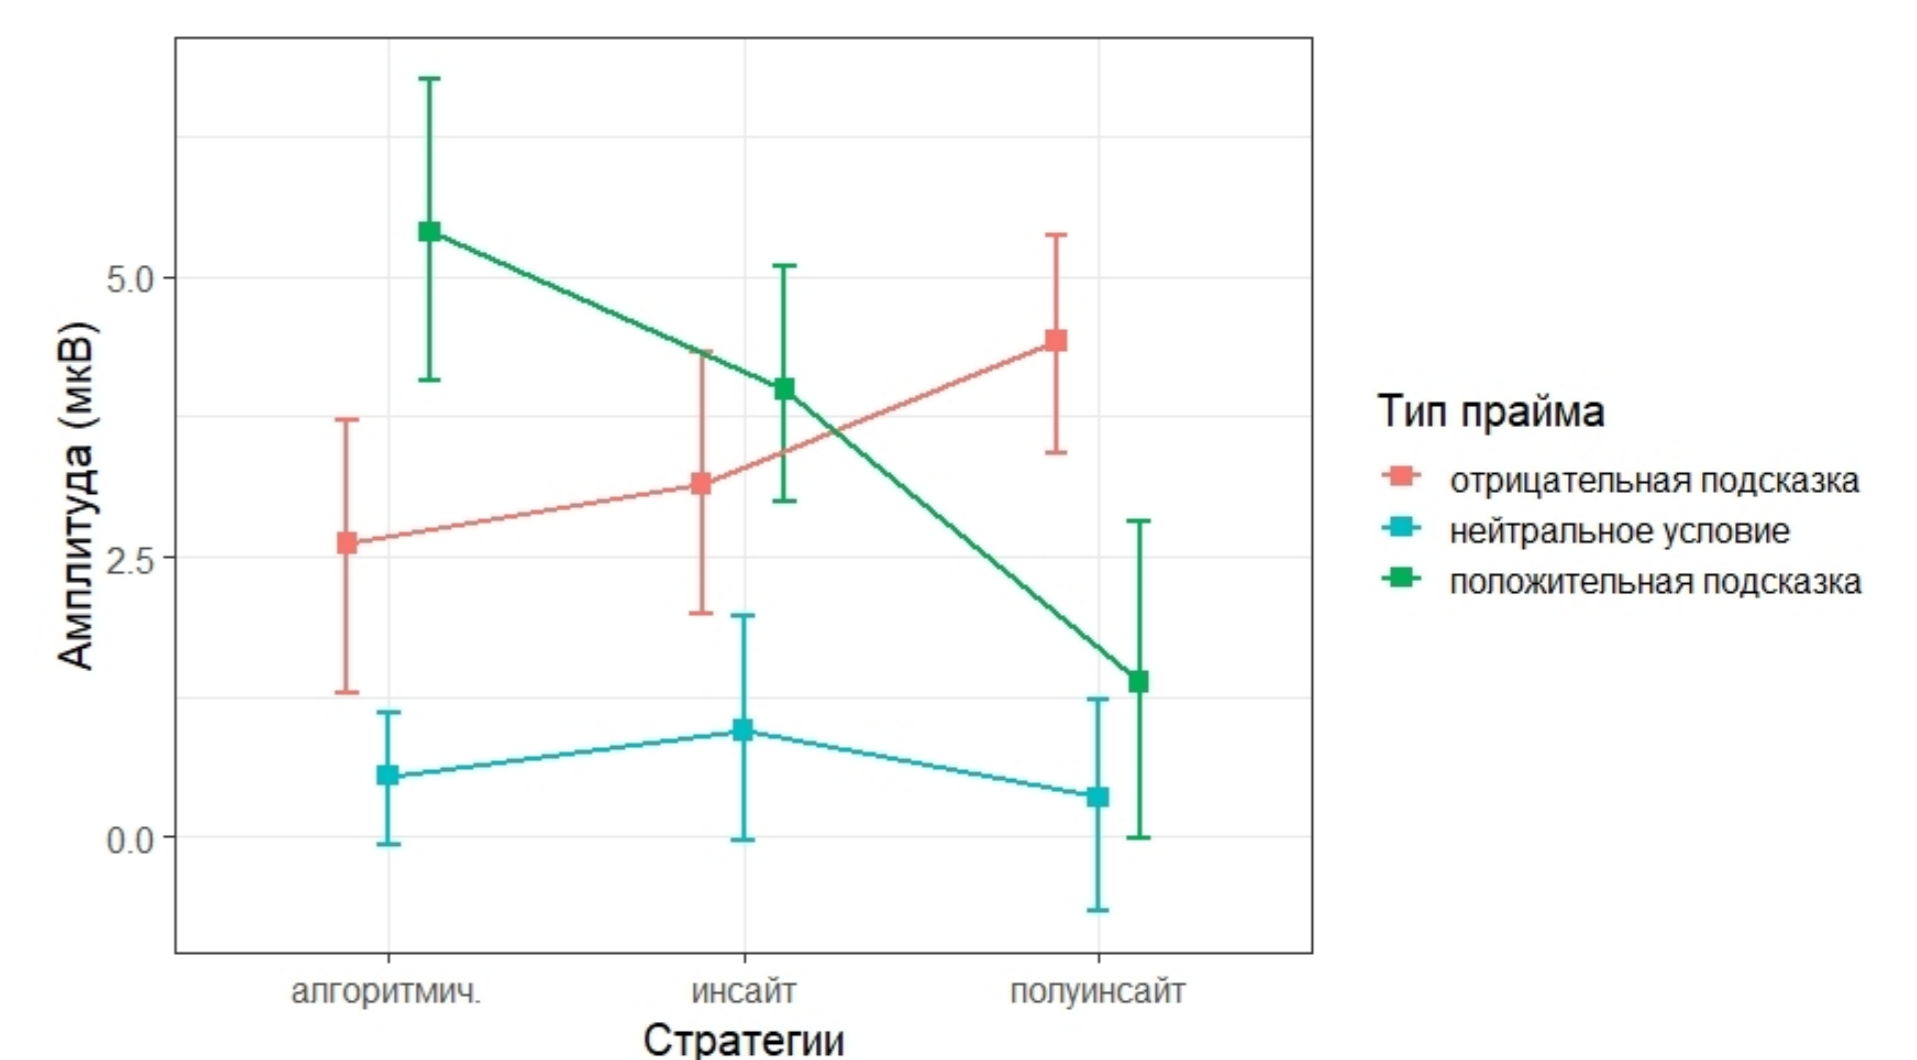 Амплитуда (мкВ)
5.0
2.5
0.0
алгоритмич.
инсайт
полуинсайт
Стратегии
Тип прайма
отрицательная подсказка
нейтральное условие
положительная подсказка